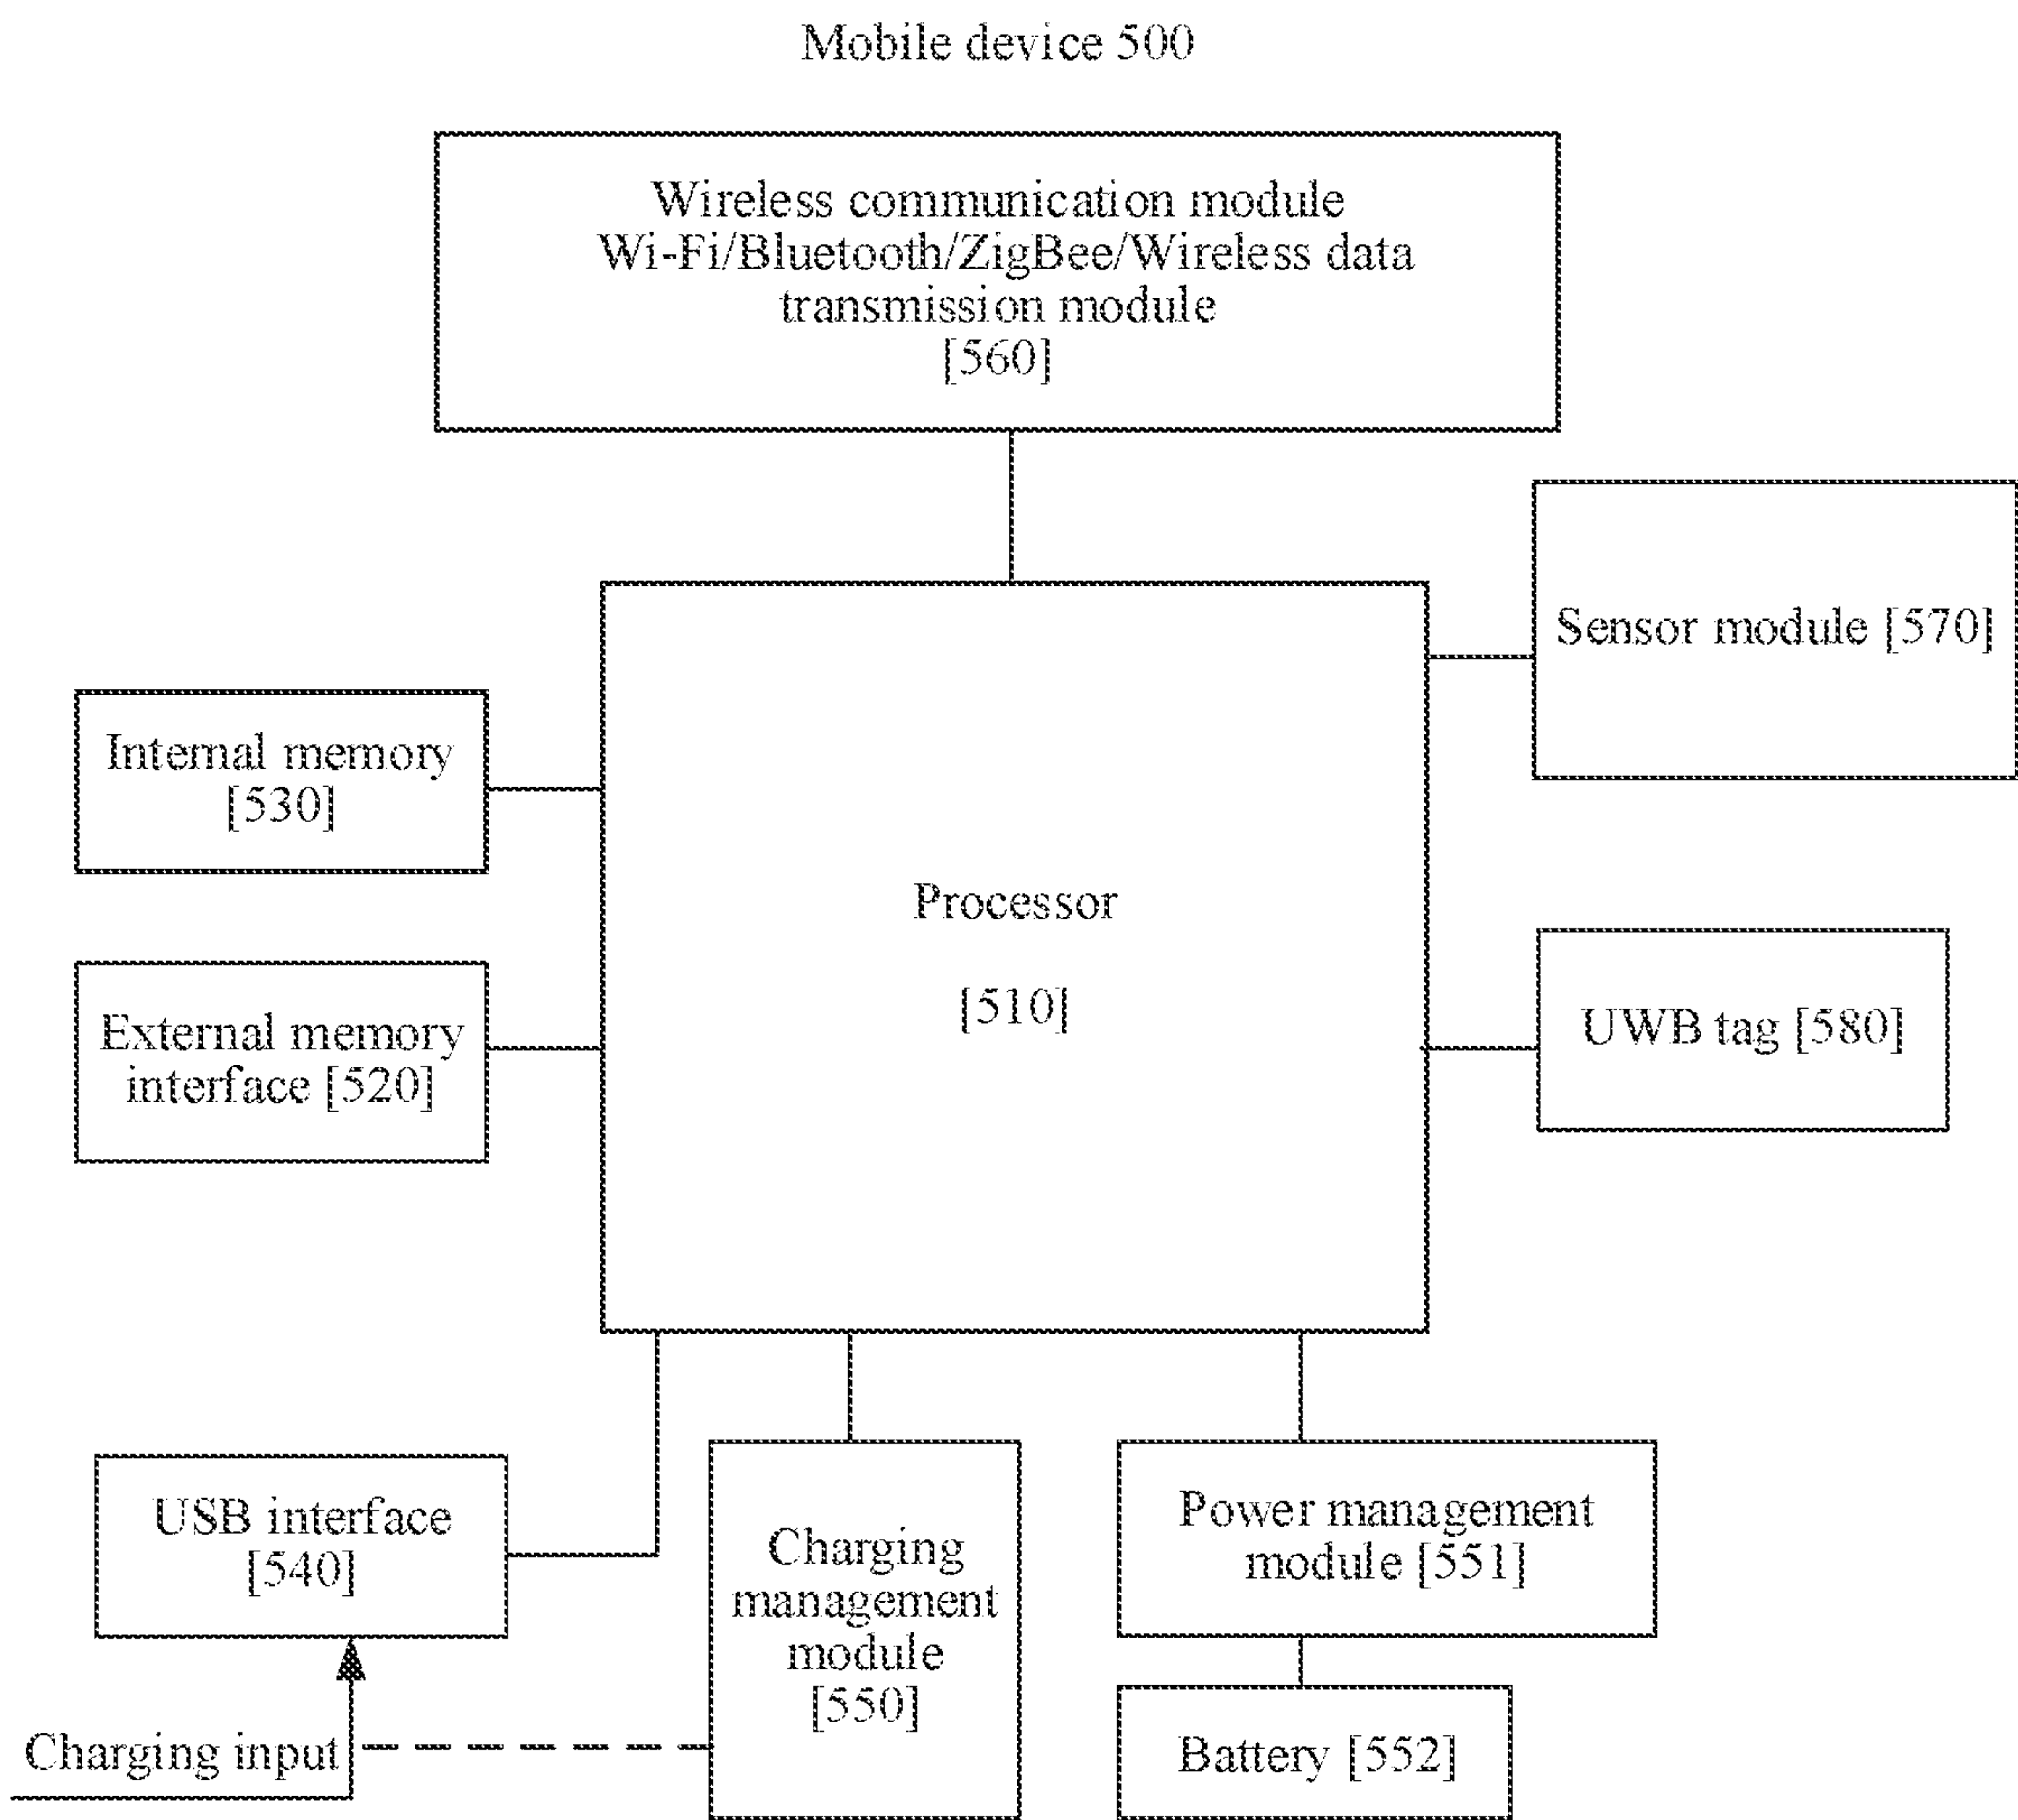 Mobile device 500
Wireless communication module
Wi-Fi/Bluetooth/ZigBee/Wireless data
transmission module
[560]
Sensor module [570]
Internal memory
[530]
Processor
[510]
External memory
interface [520]
UWB tag [580]
USB interface
[540]
Charging
management
module
[550]
Power management
module [551]
Charging input
Battery [552]